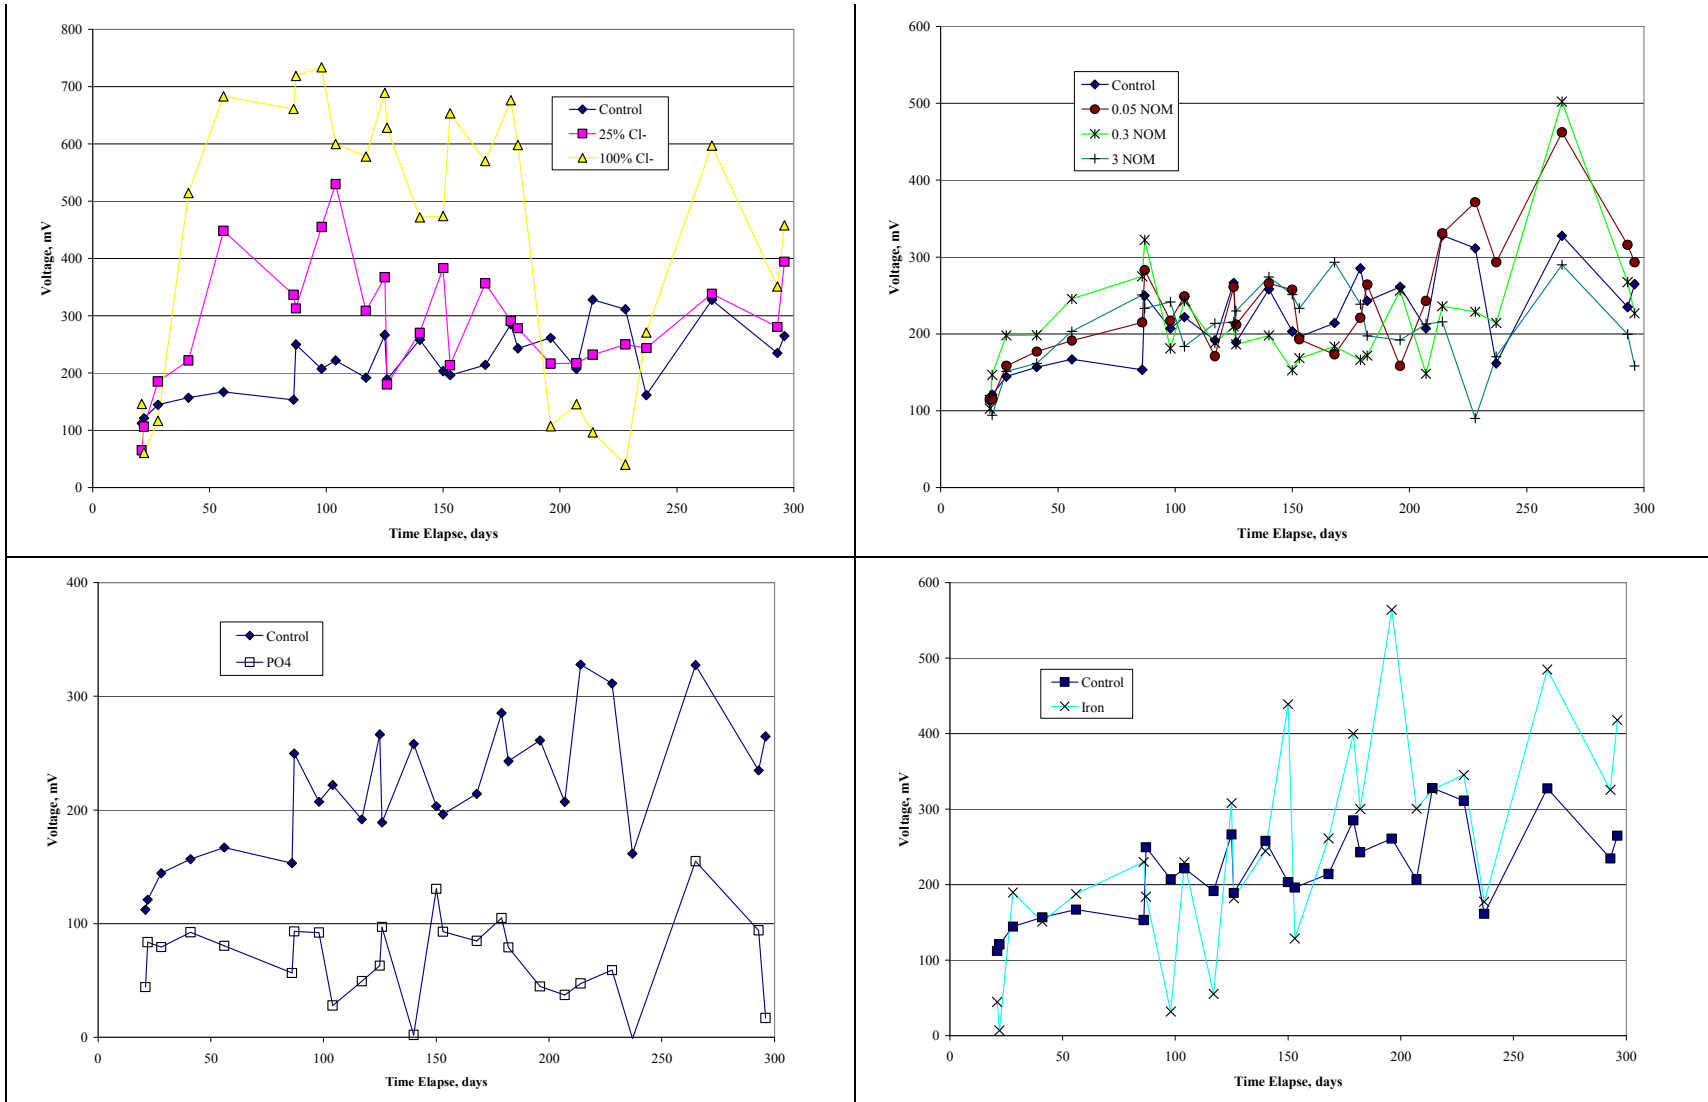 800
700
600
500
400
300
200
100
0
Voltage, mV
Control
25% Cl-
100% Cl-
0 50 100 150 200 250 300
Time Elapse, days
600
500
400
300
200
100
0
Voltage, mV
Control
0.05 NOM
0.3 NOM
3 NOM
0 50 100 150 200 250 300
Time Elapse, days
400
300
200
100
0
Voltage, mV
Control
PO4
0 50 100 150 200 250 300
Time Elapse, days
600
500
400
300
200
100
0
Voltage, mV
Control
Iron
0 50 100 150 200 250 300
Time Elapse, days